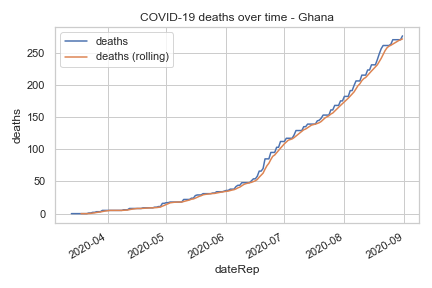 COVID-19 deaths over time - Ghana
deaths
deaths (rolling)
deaths
250
200
150
100
50
0
2020-04
2020-05
2020-06
2020-07
2020-08
2020-09
dateRep